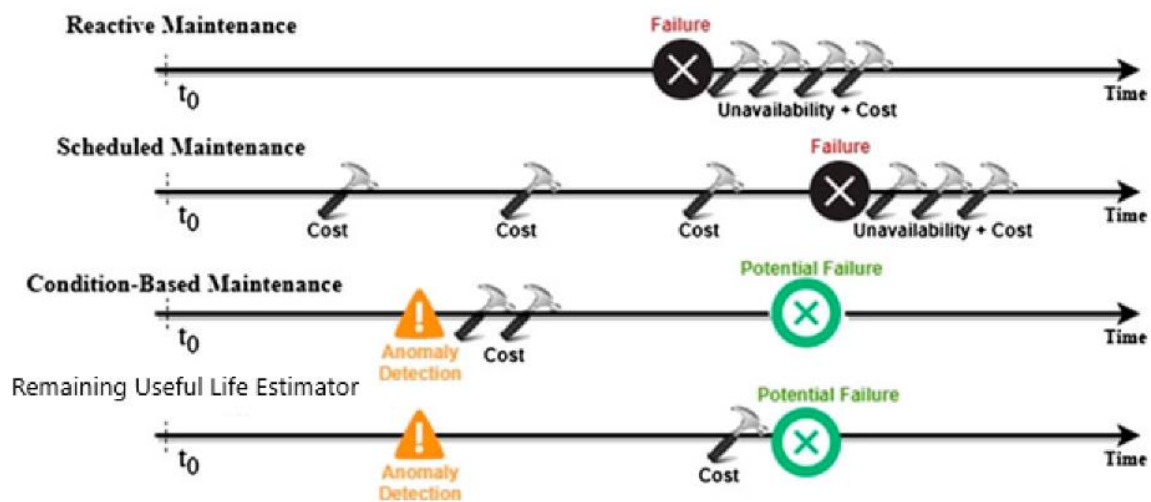 Reactive Maintenance
Failure
t0
Unavailability + Cost
Time
Scheduled Maintenance
Failure
t0
Cost
Cost
Cost
Unavailability + Cost
Time
Condition-Based Maintenance
Potential Failure
t0
Anomaly
Detection
Cost
Time
Remaining Useful Life Estimator
Potential Failure
t0
Anomaly
Detection
Cost
Time